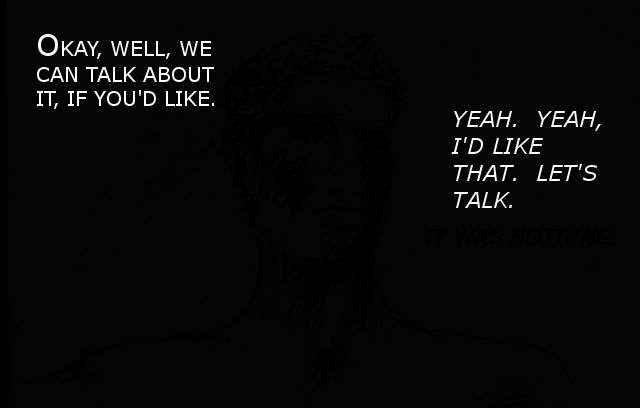 OKAY, WELL, WE
CAN TALK ABOUT
IT, IF YOU'D LIKE.
YEAH.  YEAH,
I'D LIKE
THAT.  LET'S
TALK.
IT WAS NOTHING.